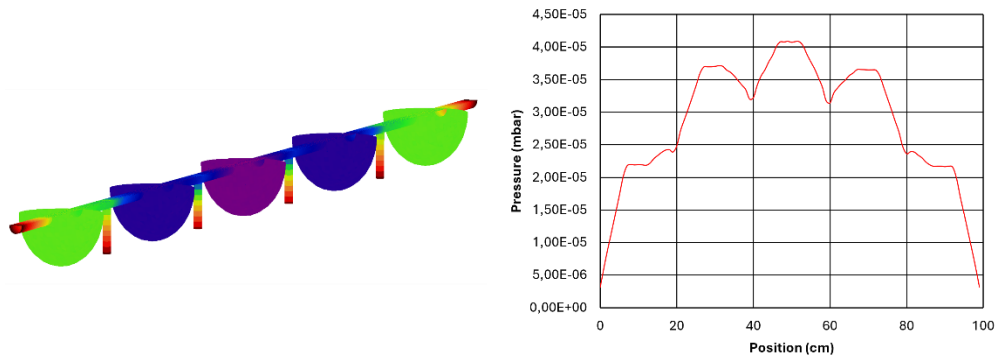 4,50E-05
4,00E-05
3,50E-05
3,00E-05
2,50E-05
2,00E-05
1,50E-05
1,00E-05
5,00E-06
0,00E+00
Pressure (mbar)
0 20 40 60 80 100
Position (cm)